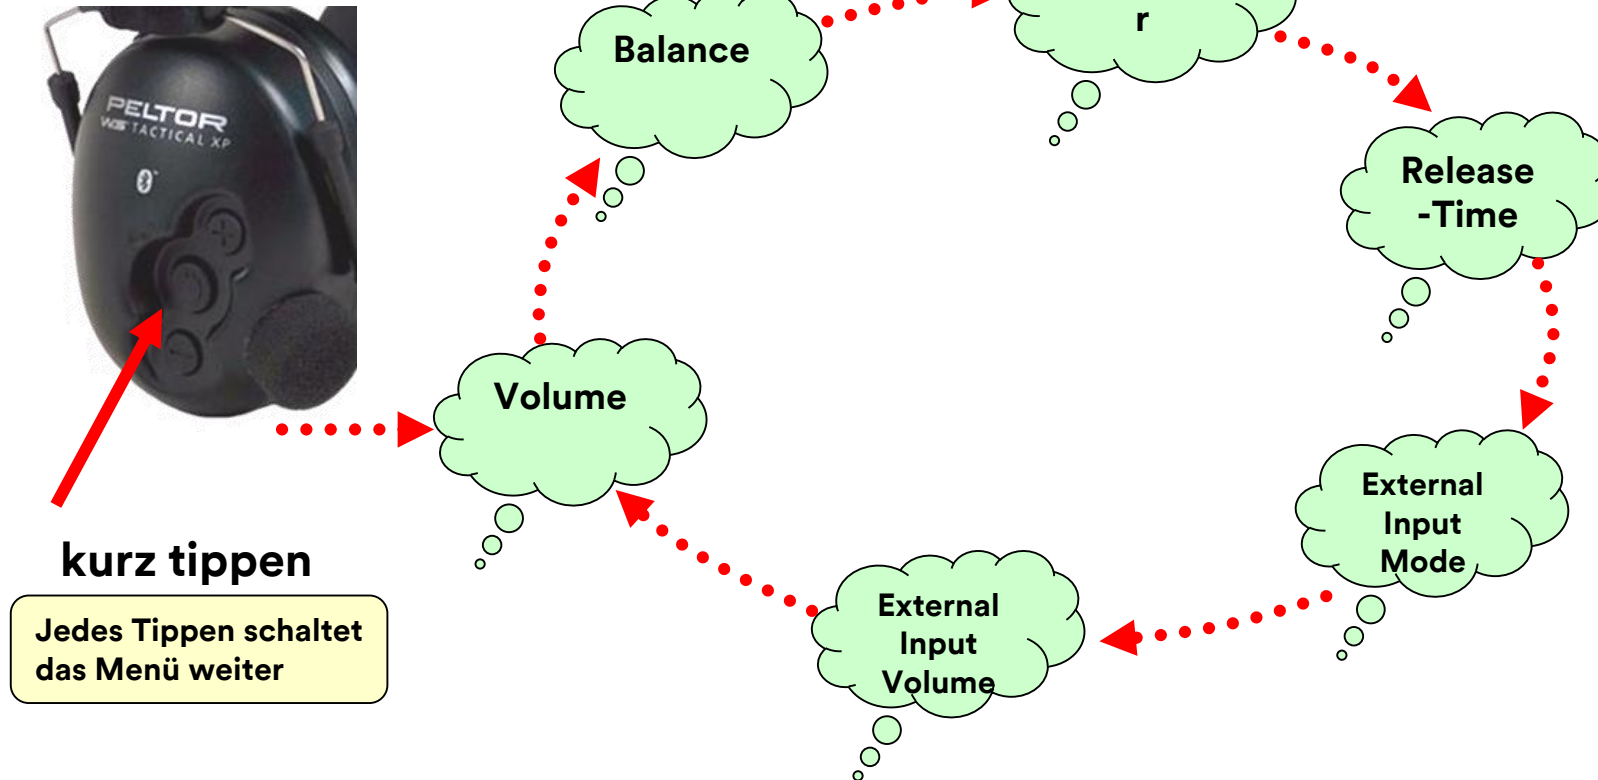 r
Balance
PELTOR
WS™ TACTICAL XP
Release
-Time
Volume
External
Input
Mode
kurz tippen
External
Input
Volume
Jedes Tippen schaltet
das Menü weiter